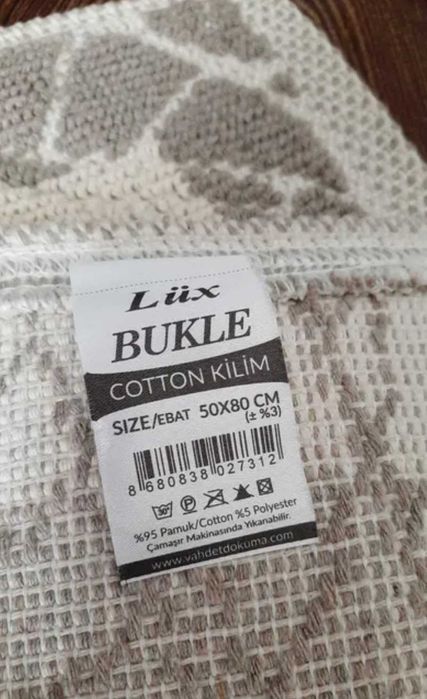 Lüx
BUKLE
COTTON KİLİM
SIZE/EBAT 50X80 CM
(± %3)
8 680838 027312
30°
P
%95 Pamuk/Cotton %5 Polyester
Çamaşır Makinasında Yıkanabilir.
www.vahdetdokuma.com